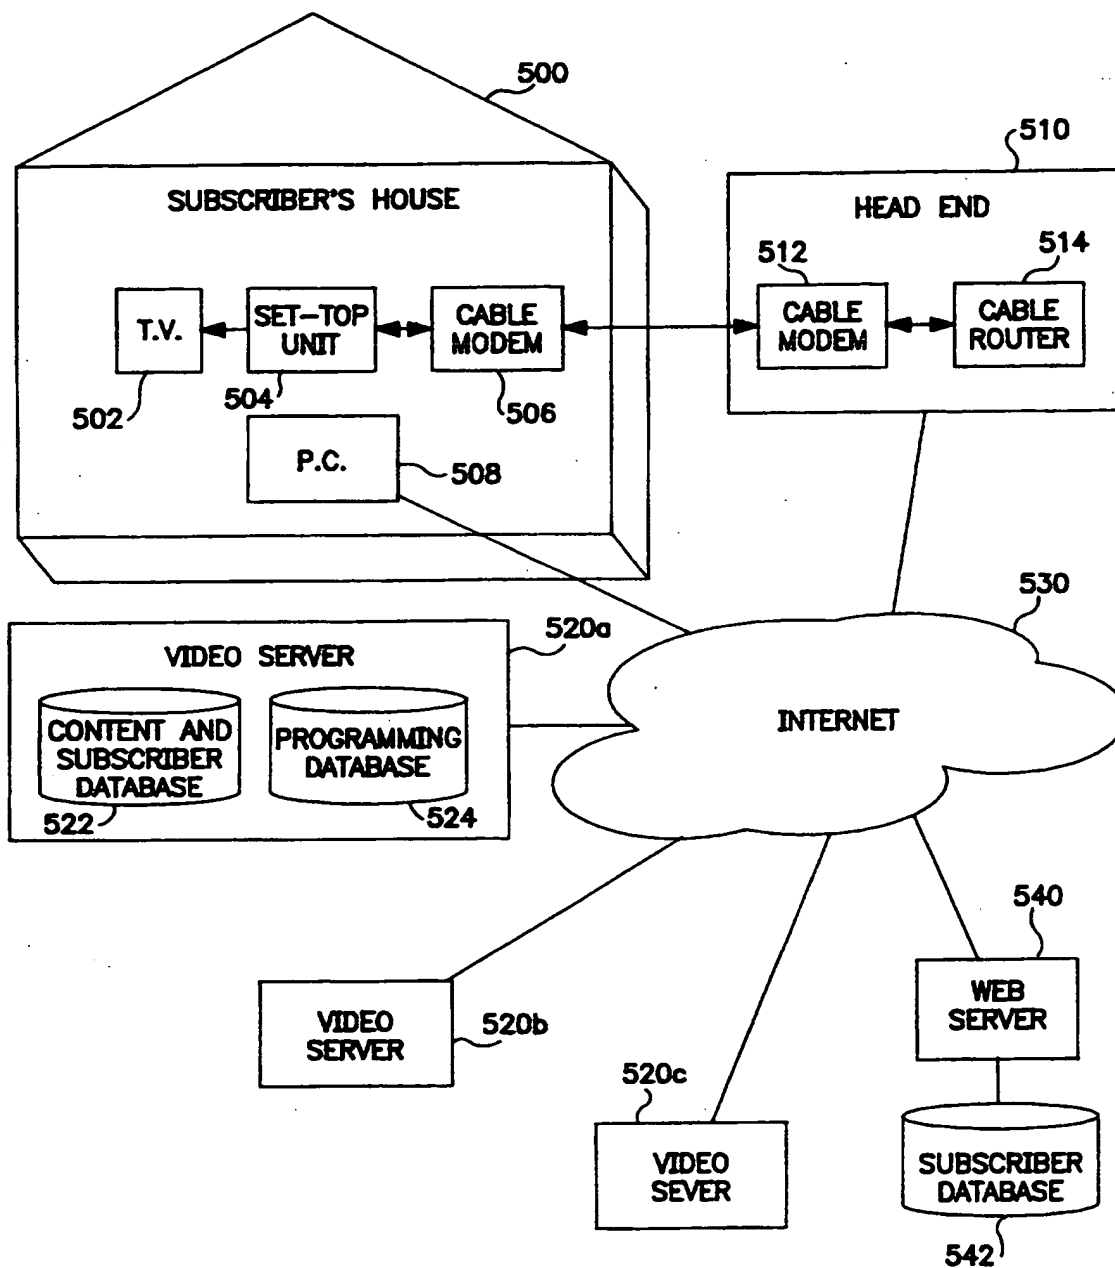 500
510
SUBSCRIBER'S HOUSE
HEAD END
512
514
T.V.
SET-TOP
UNIT
CABLE
MODEM
CABLE
MODEM
CABLE
ROUTER
502
504
506
P.C.
508
530
520a
VIDEO SERVER
CONTENT AND
SUBSCRIBER
DATABASE
PROGRAMMING
DATABASE
INTERNET
522
524
540
WEB
SERVER
VIDEO
SERVER
520b
520c
VIDEO
SEVER
SUBSCRIBER
DATABASE
542